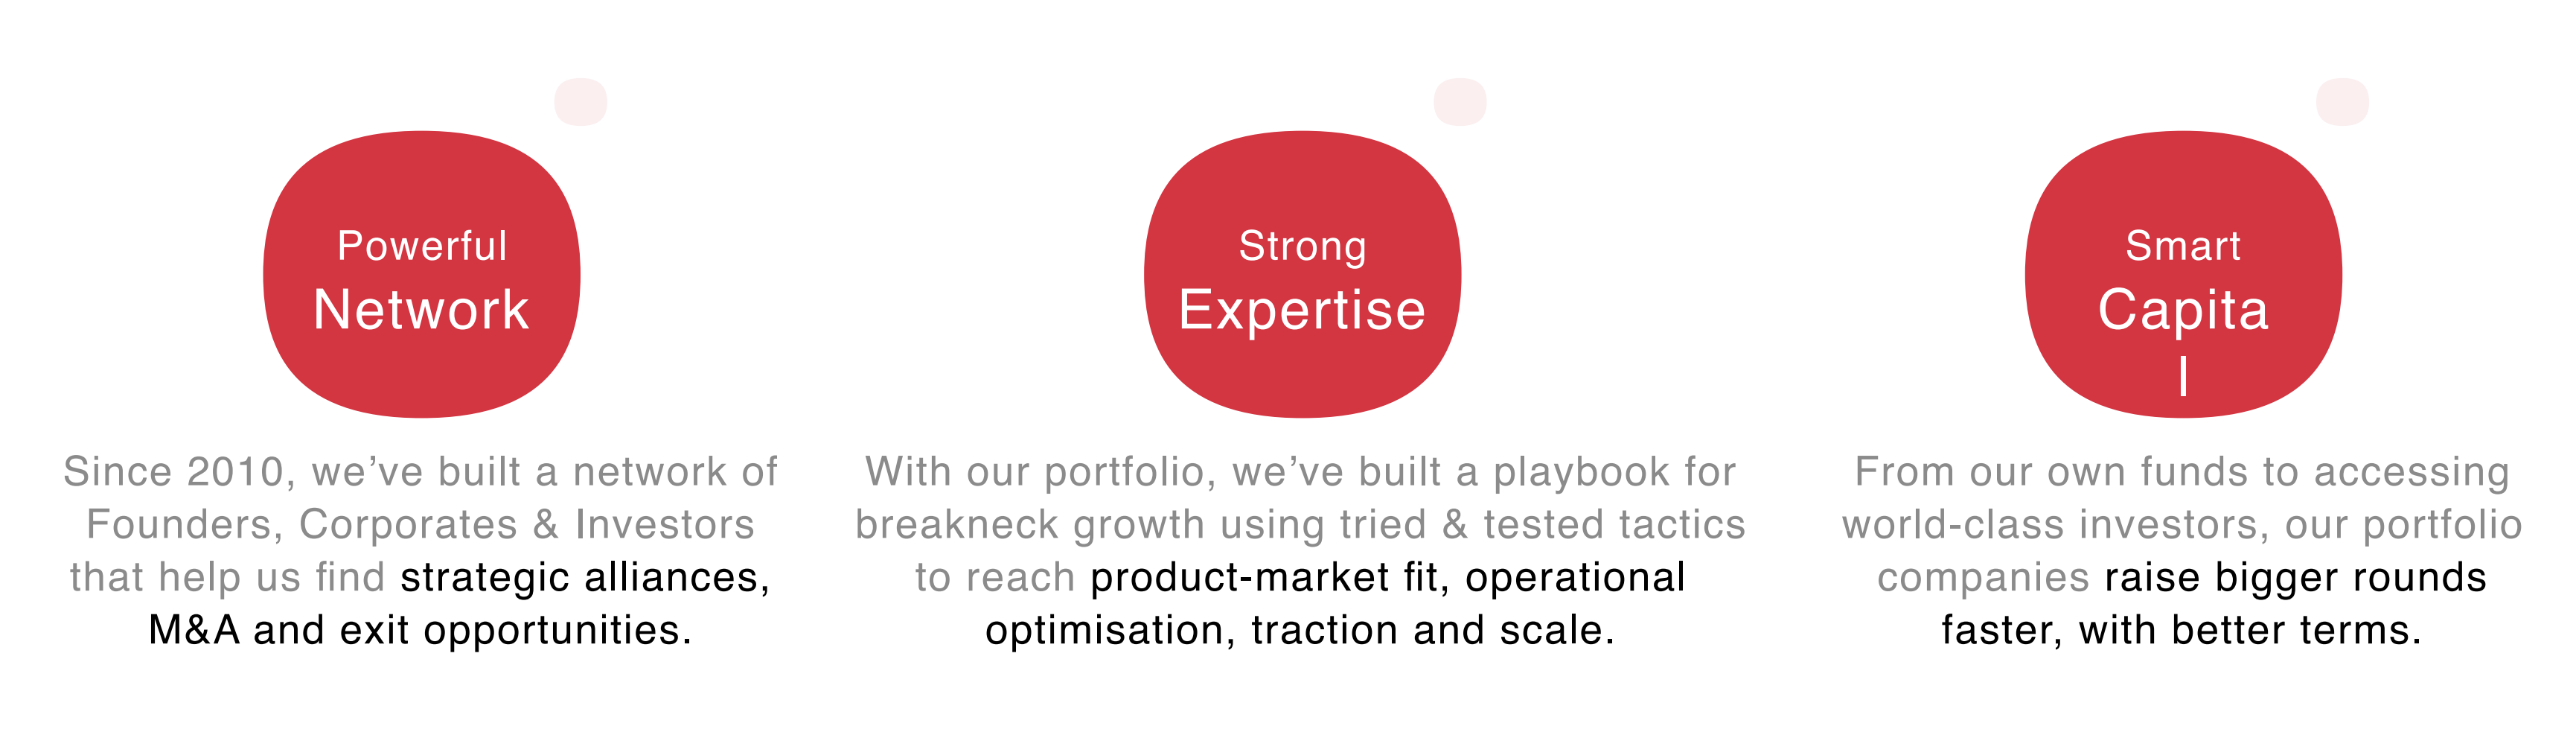 Powerful
Network
Since 2010, we’ve built a network of
Founders, Corporates & Investors
that help us find strategic alliances,
M&A and exit opportunities.
Strong
Expertise
With our portfolio, we’ve built a playbook for
breakneck growth using tried & tested tactics
to reach product-market fit, operational
optimisation, traction and scale.
Smart
Capita
l
From our own funds to accessing
world-class investors, our portfolio
companies raise bigger rounds
faster, with better terms.